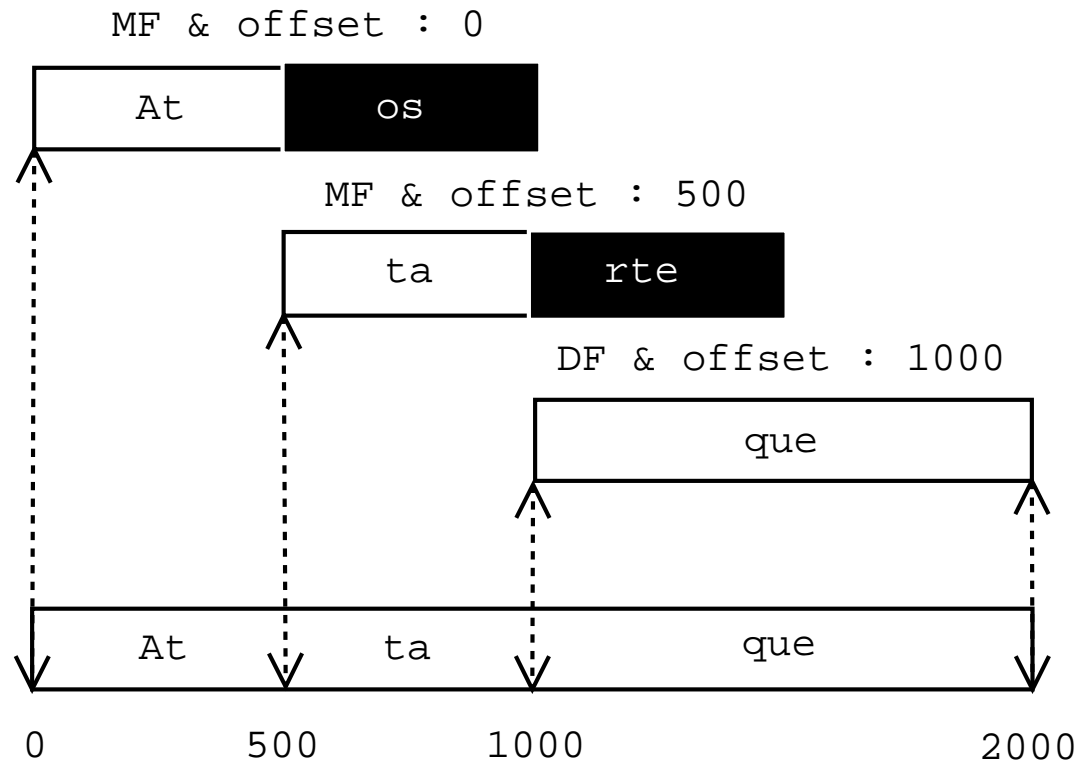 MF & offset : 0
At os
MF & offset : 500
ta rte
DF & offset : 1000
que
At ta que
0 500 1000 2000